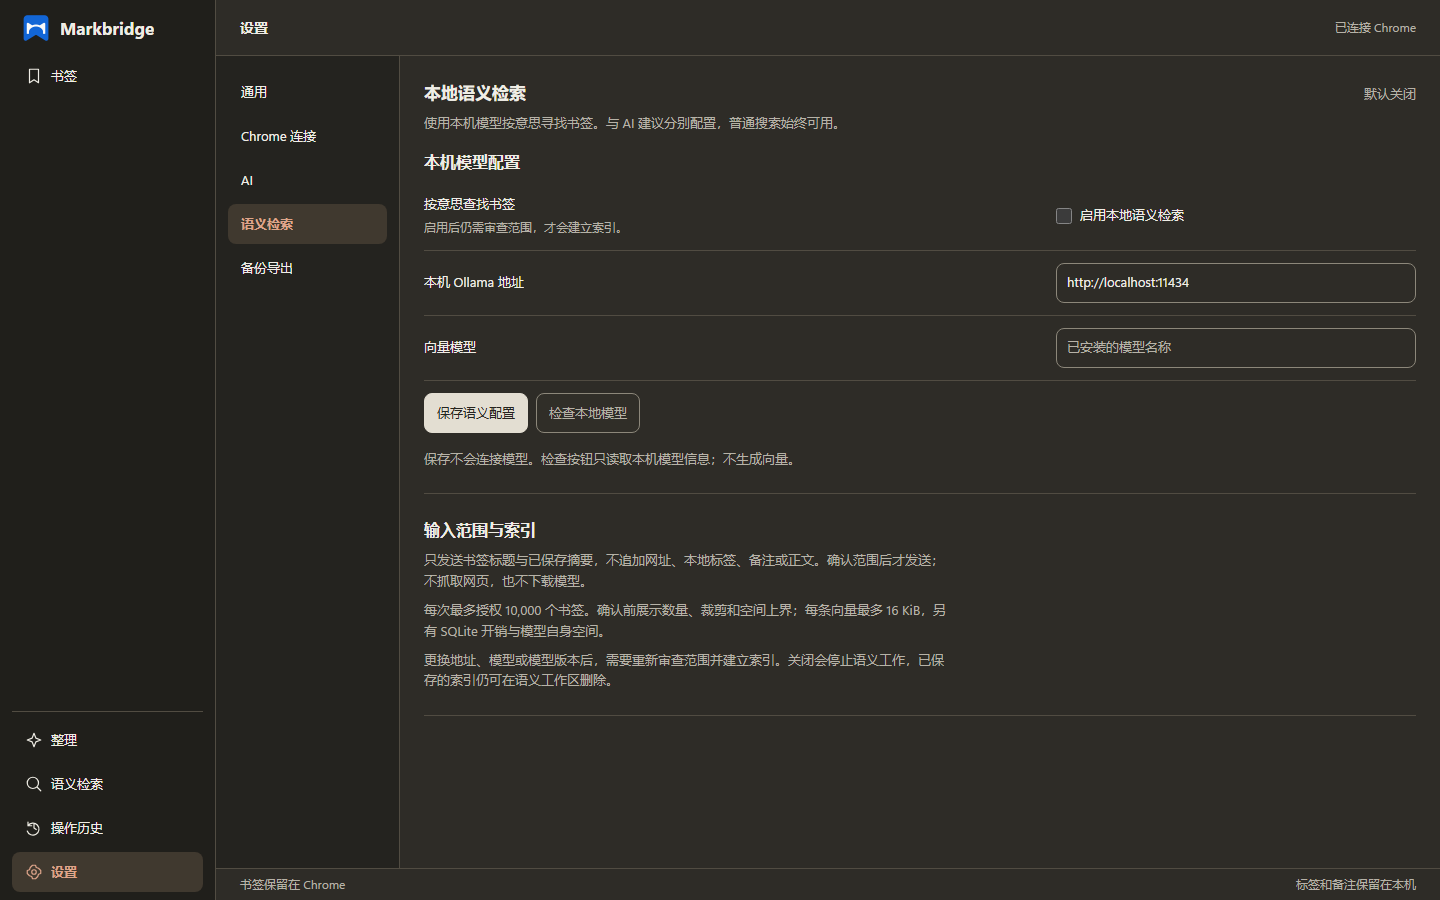 Markbridge
书签
整理
语义检索
操作历史
设置
设置
已连接 Chrome
通用
Chrome 连接
AI
语义检索
备份导出
本地语义检索
默认关闭
使用本机模型按意思寻找书签。与 AI 建议分别配置，普通搜索始终可用。
本机模型配置
按意思查找书签
启用后仍需审查范围，才会建立索引。
启用本地语义检索
本机 Ollama 地址
http://localhost:11434
向量模型
已安装的模型名称
保存语义配置
检查本地模型
保存不会连接模型。检查按钮只读取本机模型信息；不生成向量。
输入范围与索引
只发送书签标题与已保存摘要，不追加网址、本地标签、备注或正文。确认范围后才发送；
不抓取网页，也不下载模型。
每次最多授权 10,000 个书签。确认前展示数量、裁剪和空间上界；每条向量最多 16 KiB，另
有 SQLite 开销与模型自身空间。
更换地址、模型或模型版本后，需要重新审查范围并建立索引。关闭会停止语义工作，已保
存的索引仍可在语义工作区删除。
书签保留在 Chrome
标签和备注保留在本机